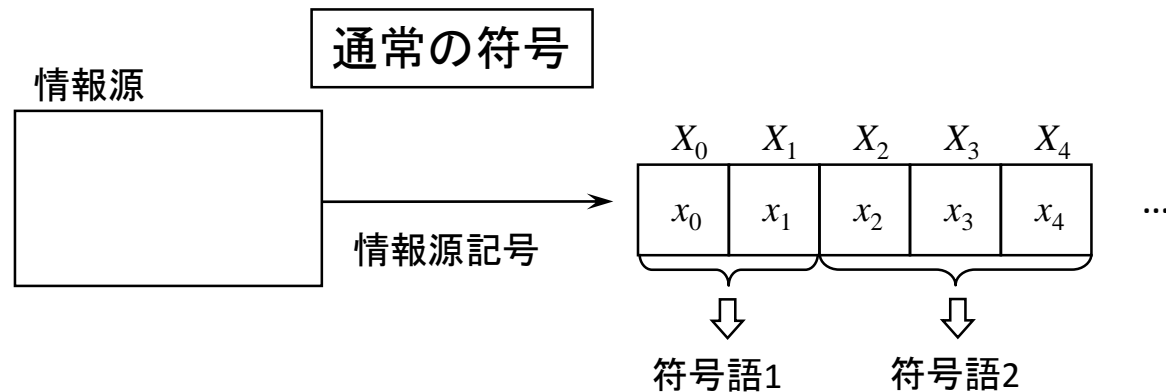 通常の符号
情報源
X₀ X₁ X₂ X₃ X₄
x₀ x₁ x₂ x₃ x₄ …
情報源記号
符号語1 符号語2